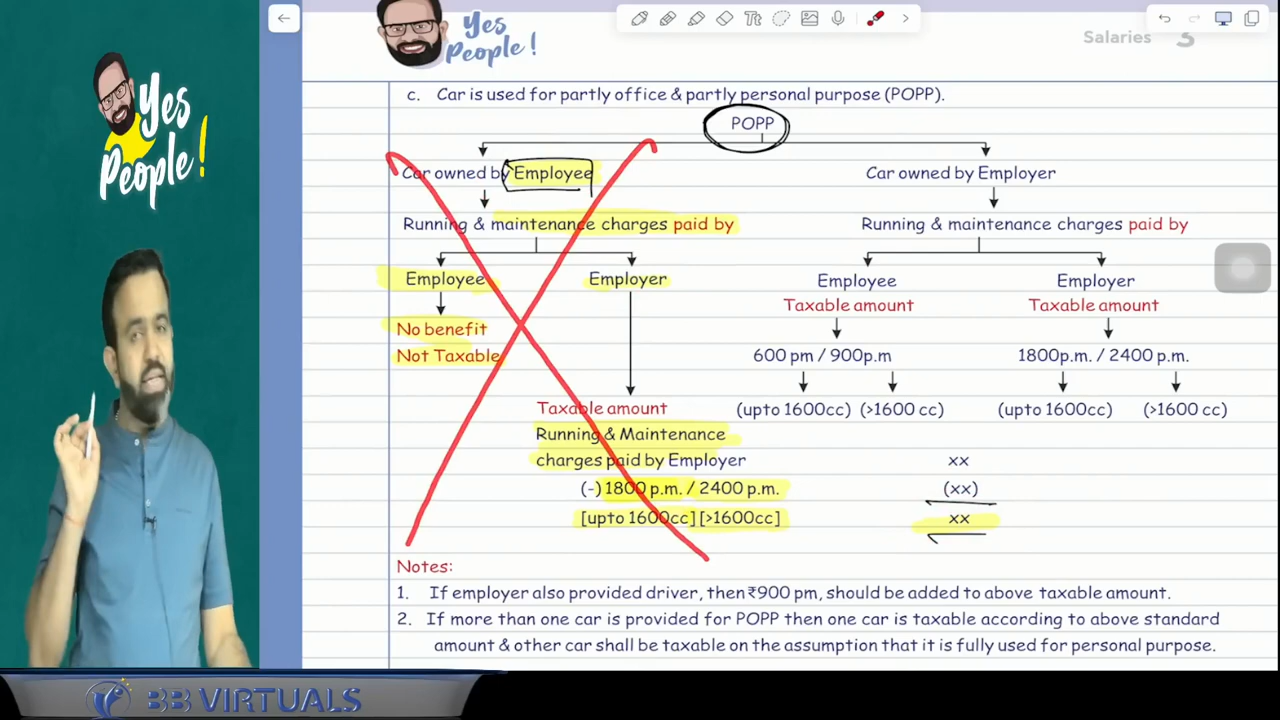 Yes
People!
Yes
People!
Tt
Salaries
c. Car is used for partly office & partly personal purpose (POPP).
POPP
Car owned by Employee
Car owned by Employer
Running & maintenance charges paid by
Running & maintenance charges paid by
Employee
Employer
Employee
Employer
Taxable amount
Taxable amount
No benefit
Not Taxable
600 pm / 900p.m
1800p.m. / 2400 p.m.
Taxable amount
(upto 1600cc) (>1600 cc)
(upto 1600cc) (>1600 cc)
Running & Maintenance
charges paid by Employer xx
(-) 1800 p.m. / 2400 p.m. (xx)
[upto 1600cc] [>1600cc] xx
Notes:
1. If employer also provided driver, then ₹900 pm, should be added to above taxable amount.
2. If more than one car is provided for POPP then one car is taxable according to above standard
amount & other car shall be taxable on the assumption that it is fully used for personal purpose.
BB VIRTUALS